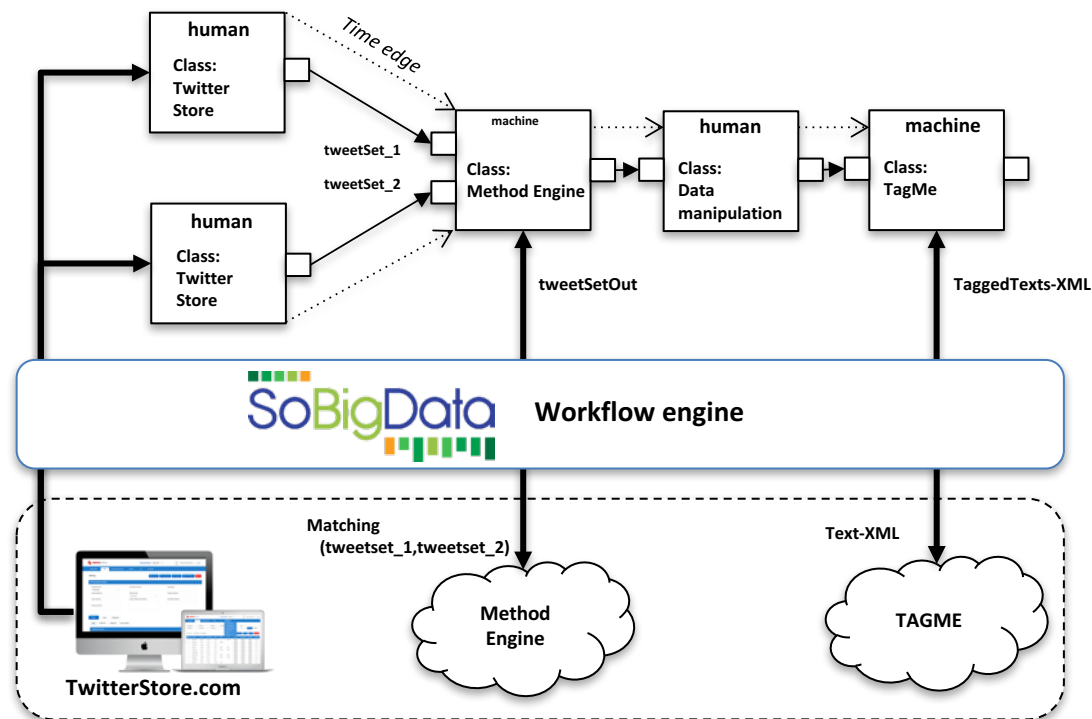 human
Class:
Twitter
Store
Time edge
human
Class:
Twitter
Store
tweetSet_1
tweetSet_2
machine
Class:
Method Engine
human
Class:
Data
manipulation
machine
Class:
TagMe
tweetSetOut
TaggedTexts-XML
SoBigData
Workflow engine
Matching
(tweetset_1,tweetset_2)
Text-XML
Method
Engine
TAGME
TwitterStore.com